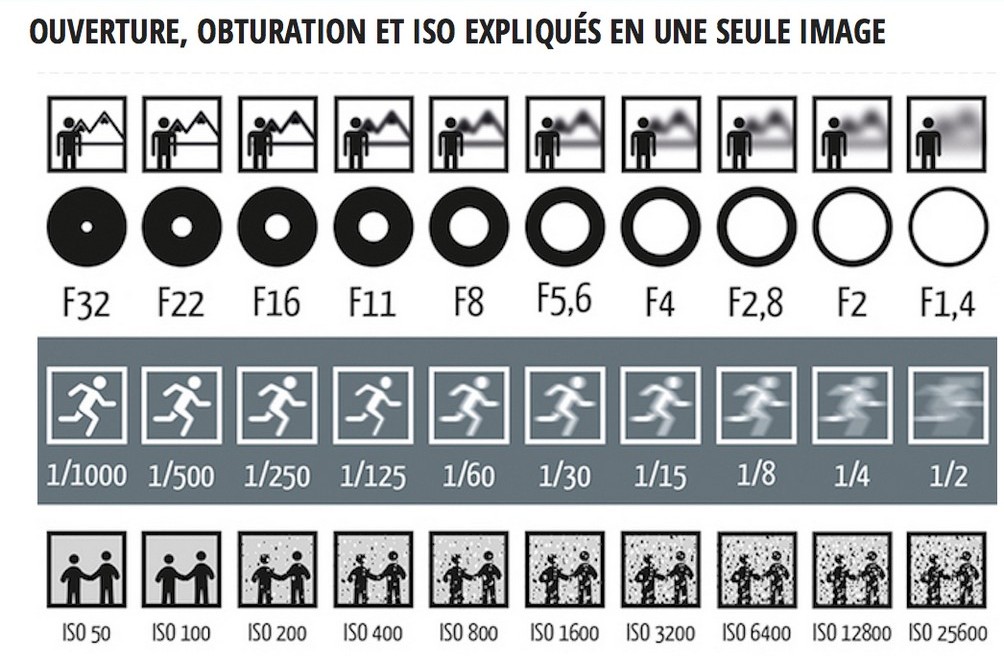 OUVERTURE, OBTURATION ET ISO EXPLIQUÉS EN UNE SEULE IMAGE
F32 F22 F16 F11 F8 F5,6 F4 F2,8 F2 F1,4
1/1000 1/500 1/250 1/125 1/60 1/30 1/15 1/8 1/4 1/2
ISO 50 ISO 100 ISO 200 ISO 400 ISO 800 ISO 1600 ISO 3200 ISO 6400 ISO 12800 ISO 25600